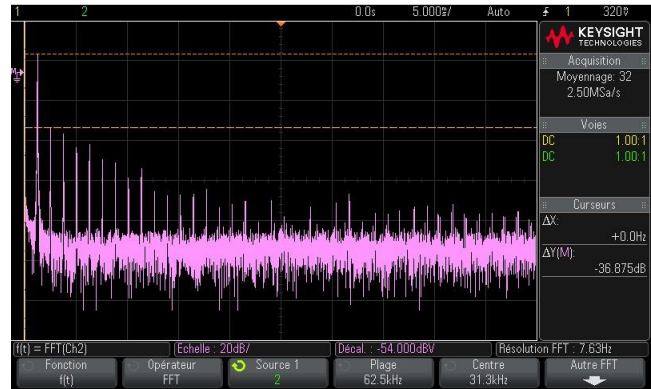 1 2 0.0s 5.000≝/ Auto 1 320▽
KEYSIGHT
TECHNOLOGIES
Acquisition
Moyennage: 32
2.50MSa/s
Voies
DC 1.00:1
DC 1.00:1
Curseurs
ΔX:
+0.0Hz
ΔY(M):
-36.875dB
f(t) = FFT(Ch2) Echelle : 20dB/ Décal. : -54.000dBV Résolution FFT : 7.63Hz
Fonction
f(t)
Opérateur
FFT
Source 1
2
Plage
62.5kHz
Centre
31.3kHz
Autre FFT